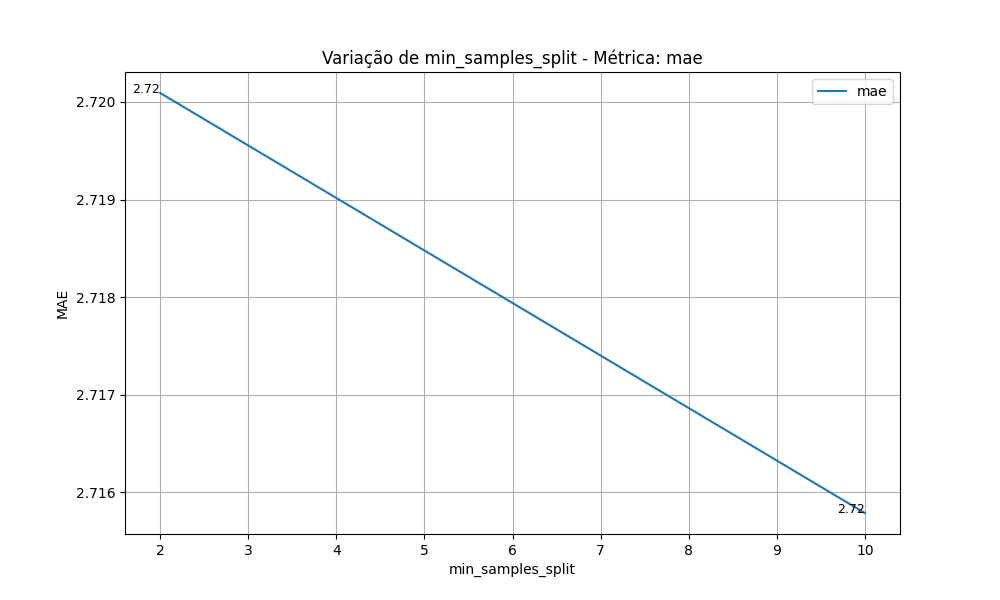 Variação de min_samples_split - Métrica: mae
2.72
mae
2.720
2.719
2.718
2.717
2.716
MAE
2.72
2 3 4 5 6 7 8 9 10
min_samples_split